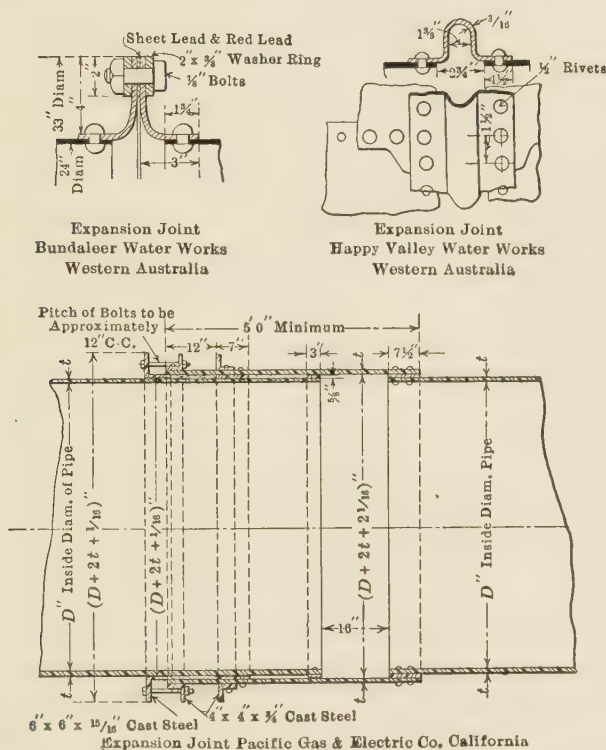 Sheet Lead & Red Lead
2" x 3/8" Washer Ring
7/8" Bolts
33" Diam
4"
2"
1 3/4"
3"
24"
Diam
Expansion Joint
Bundaleer Water Works
Western Australia
3/16"
1 3/8"
2 3/4"
1 1/2"
1/2" Rivets
1 1/2"
Expansion Joint
Happy Valley Water Works
Western Australia
Pitch of Bolts to be
Approximately
12" C-C.
5' 0" Minimum
12"
7"
3"
7 1/2"
t
t
t
t
5/8"
D" Inside Diam. of Pipe
(D + 2t + 1/16)"
(D + 2t + 1/16)"
(D + 2t + 2 1/16)"
D" Inside Diam. Pipe
16"
t
t
t
6" x 6" x 15/16" Cast Steel
4" x 4" x 3/4" Cast Steel
Expansion Joint Pacific Gas & Electric Co. California